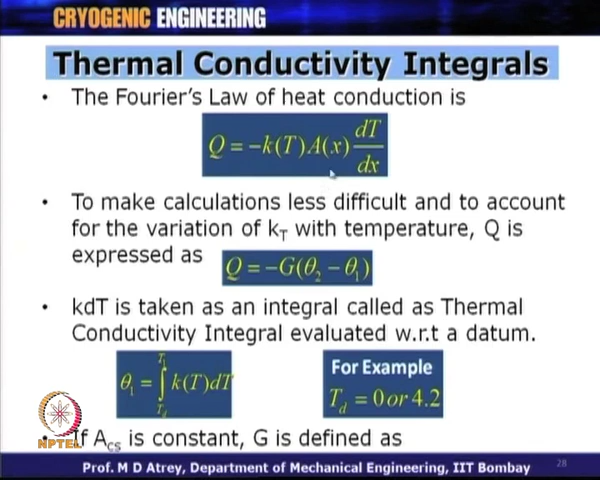 CRYOGENIC ENGINEERING
Thermal Conductivity Integrals
• The Fourier's Law of heat conduction is
Q = −k(T)A(x) dT/dx
• To make calculations less difficult and to account
for the variation of k_T with temperature, Q is
expressed as
Q = −G(θ₂ − θ₁)
• kdT is taken as an integral called as Thermal
Conductivity Integral evaluated w.r.t a datum.
θ₁ = ∫_{T_d}^{T₁} k(T)dT
For Example
T_d = 0 or 4.2
• If A_cs is constant, G is defined as
NPTEL
Prof. M D Atrey, Department of Mechanical Engineering, IIT Bombay
28